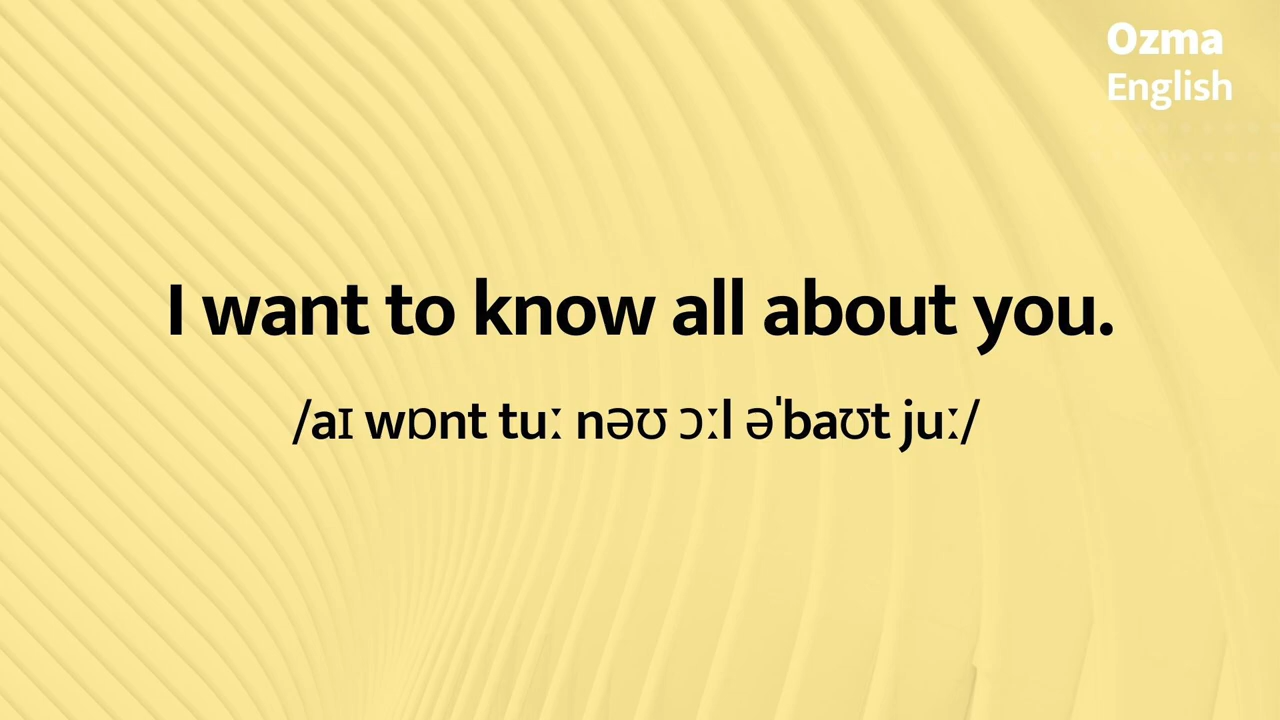 Ozma
English
I want to know all about you.
/aɪ wɒnt tuː nəʊ ɔːl əˈbaʊt juː/